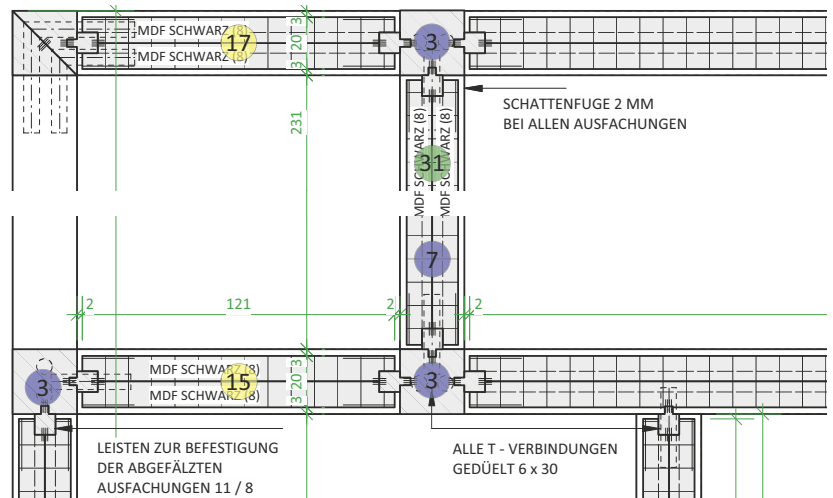 MDF SCHWARZ (8)
17
MDF SCHWARZ (8)
3
20
3
3
231
SCHATTENFUGE 2 MM
BEI ALLEN AUSFACHUNGEN
MDF SCHWARZ (8)
MDF SCHWARZ (8)
31
7
2
121
2
2
MDF SCHWARZ (8)
15
MDF SCHWARZ (8)
3
20
3
3
3
LEISTEN ZUR BEFESTIGUNG
DER ABGEFÄLZTEN
AUSFACHUNGEN 11 / 8
ALLE T - VERBINDUNGEN
GEDÜELT 6 x 30